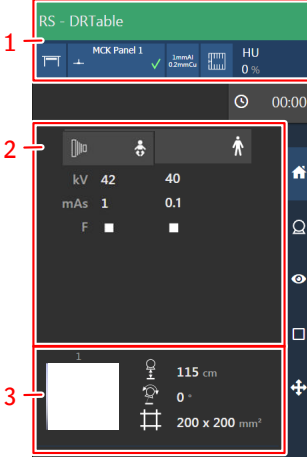 RS - DRTable
1
MCK Panel 1
1mmAl
0.2mmCu
HU
0 %
00:00
2
kV 42 40
mAs 1 0.1
F
3
1
115 cm
0 °
200 x 200 mm²